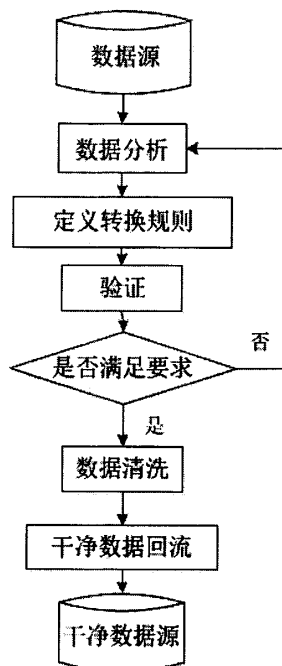 数据源
数据分析
定义转换规则
验证
是否满足要求
否
是
数据清洗
干净数据回流
干净数据源